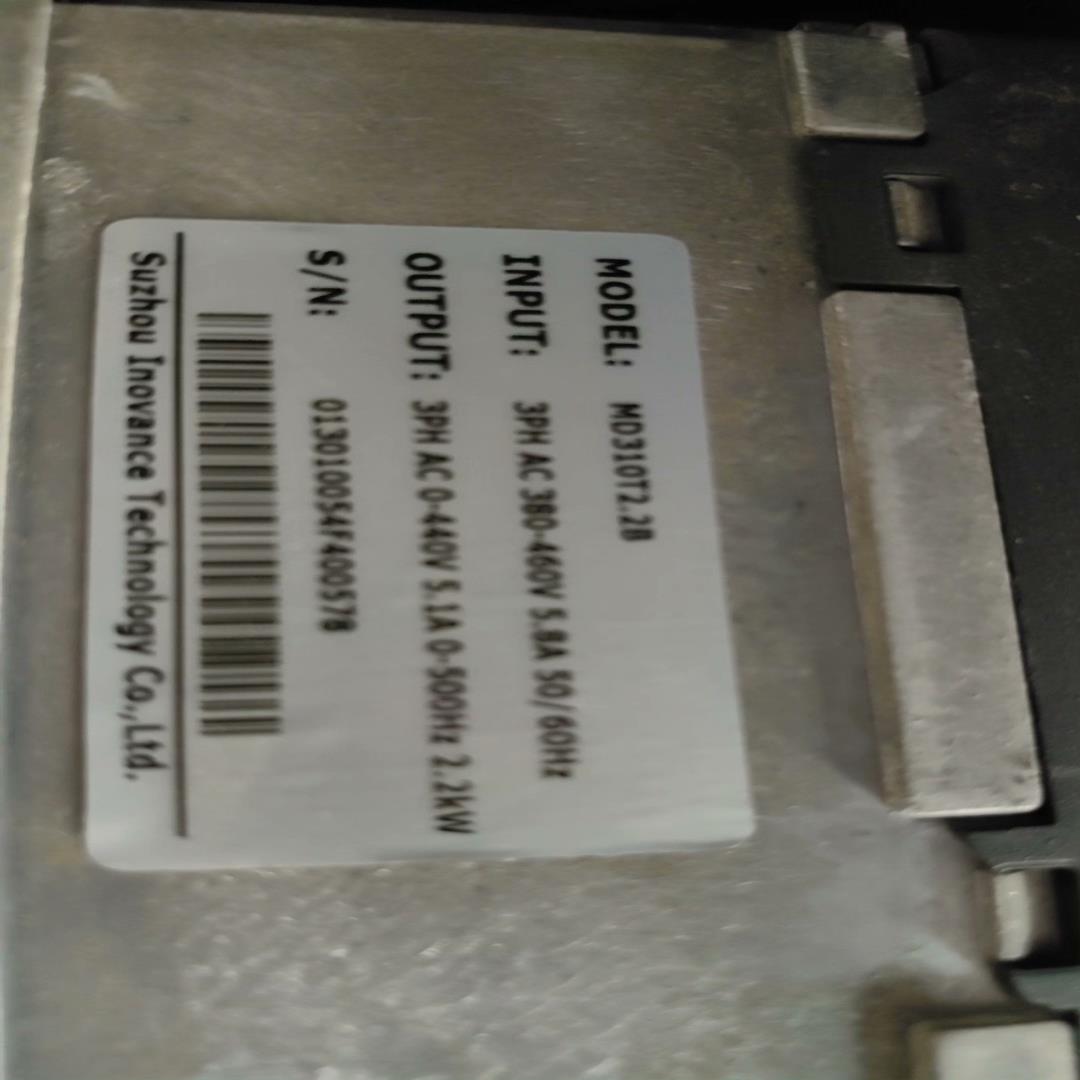 MODEL: MD310T2.2B
INPUT: 3PH AC 380-460V 5.8A 50/60Hz
OUTPUT: 3PH AC 0-440V 5.1A 0-500Hz 2.2kW
S/N: 013010054F400578
Suzhou Inovance Technology Co.,Ltd.